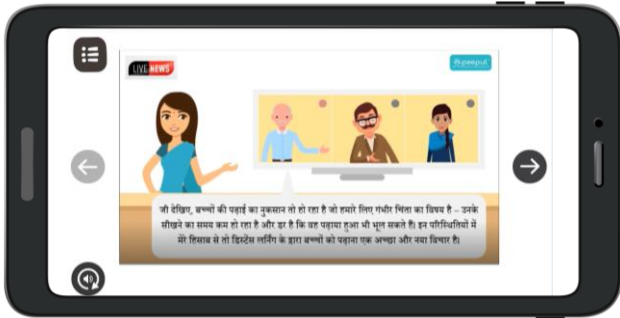 LIVE NEWS
peepul
जी देखिए, बच्चों की पढ़ाई का नुकसान तो हो रहा है जो हमारे लिए गंभीर चिंता का विषय है – उनके
सीखने का समय कम हो रहा है और डर है कि वह पढ़ाया हुआ भी भूल सकते हैं। इन परिस्थितियों में
मेरे हिसाब से तो डिस्टेंस लर्निंग के द्वारा बच्चों को पढ़ाना एक अच्छा और नया विचार है।